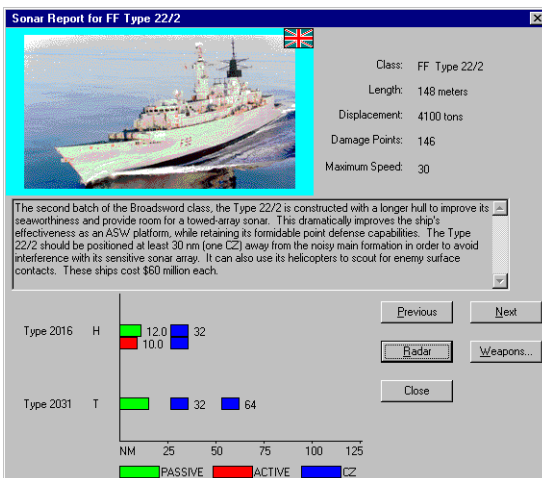 Sonar Report for FF Type 22/2
Class: FF Type 22/2
Length: 148 meters
Displacement: 4100 tons
Damage Points: 146
Maximum Speed: 30
The second batch of the Broadsword class, the Type 22/2 is constructed with a longer hull to improve its
seaworthiness and provide room for a towed-array sonar. This dramatically improves the ship's
effectiveness as an ASW platform, while retaining its formidable point defense capabilities. The Type
22/2 should be positioned at least 30 nm (one CZ) away from the noisy main formation in order to avoid
interference with its sensitive sonar array. It can also use its helicopters to scout for enemy surface
contacts. These ships cost $60 million each.
Previous Next
Radar Weapons...
Close
Type 2016 H 12.0 32
10.0
Type 2031 T 32 64
NM 25 50 75 100 125
PASSIVE ACTIVE CZ